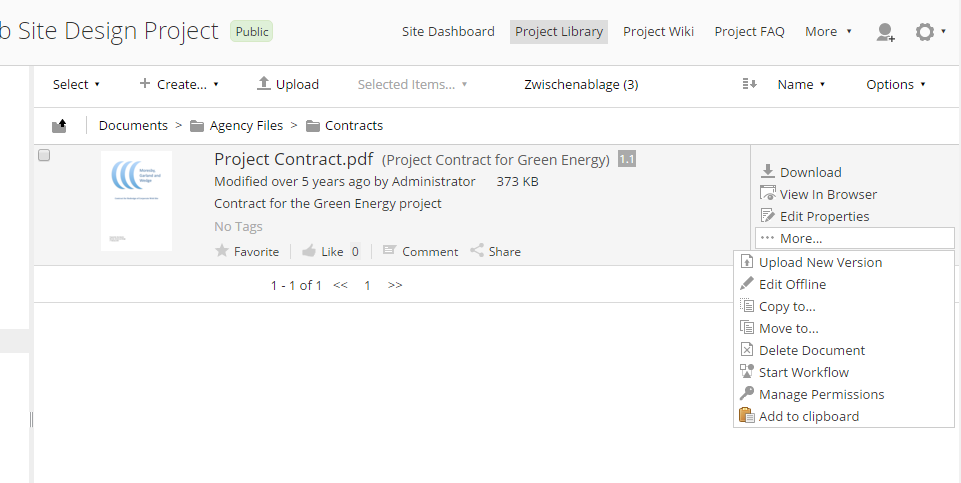 b Site Design Project Public Site Dashboard Project Library Project Wiki Project FAQ More
Select Create... Upload Selected Items... Zwischenablage (3) Name Options
Documents > Agency Files > Contracts
Project Contract.pdf (Project Contract for Green Energy) 1.1
Modified over 5 years ago by Administrator 373 KB
Contract for the Green Energy project
No Tags
Favorite Like 0 Comment Share
1 - 1 of 1 << 1 >>
Download
View In Browser
Edit Properties
More...
Upload New Version
Edit Offline
Copy to...
Move to...
Delete Document
Start Workflow
Manage Permissions
Add to clipboard